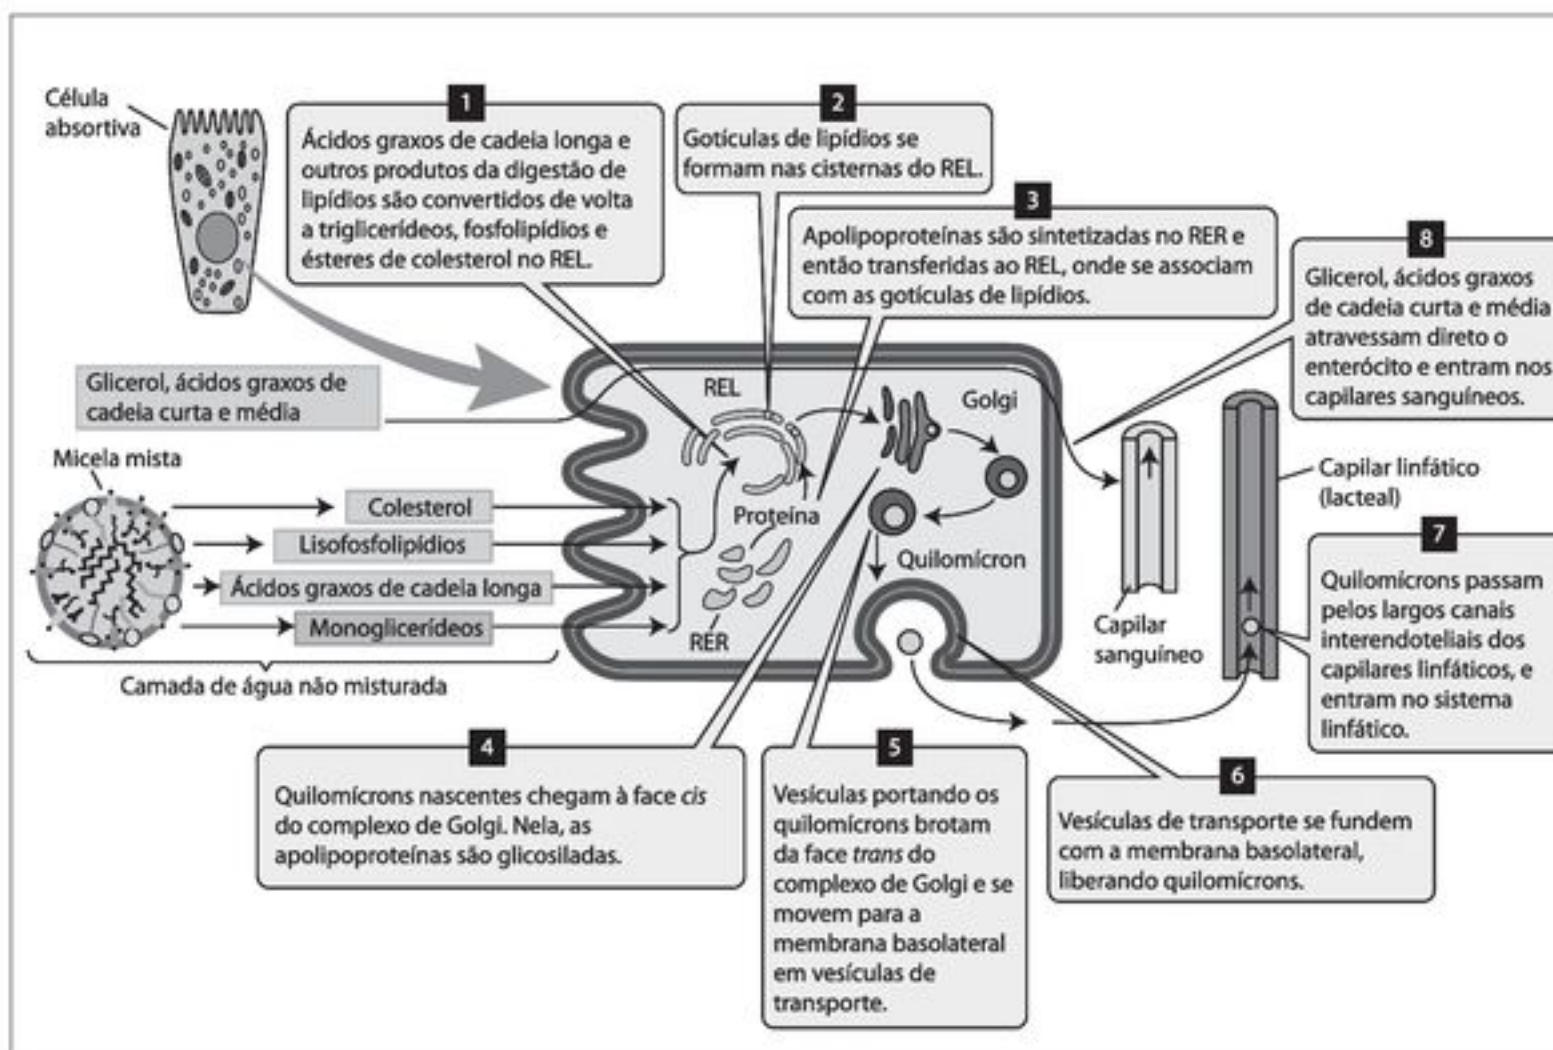 Célula
absortiva
1
Ácidos graxos de cadeia longa e
outros produtos da digestão de
lipídios são convertidos de volta
a triglicerídeos, fosfolipídios e
ésteres de colesterol no REL.
2
Gotículas de lipídios se
formam nas cisternas do REL.
3
Apolipoproteínas são sintetizadas no RER e
então transferidas ao REL, onde se associam
com as gotículas de lipídios.
8
Glicerol, ácidos graxos
de cadeia curta e média
atravessam direto o
enterócito e entram nos
capilares sanguíneos.
Glicerol, ácidos graxos de
cadeia curta e média
REL
Golgi
Micela mista
Colesterol
Lisofosfolipídios
Ácidos graxos de cadeia longa
Monoglicerídeos
Proteína
Quilomícron
RER
Camada de água não misturada
Capilar
sanguíneo
Capilar linfático
(lacteal)
7
Quilomícrons passam
pelos largos canais
interendoteliais dos
capilares linfáticos, e
entram no sistema
linfático.
4
Quilomícrons nascentes chegam à face cis
do complexo de Golgi. Nela, as
apolipoproteínas são glicosiladas.
5
Vesículas portando os
quilomícrons brotam
da face trans do
complexo de Golgi e se
movem para a
membrana basolateral
em vesículas de
transporte.
6
Vesículas de transporte se fundem
com a membrana basolateral,
liberando quilomícrons.